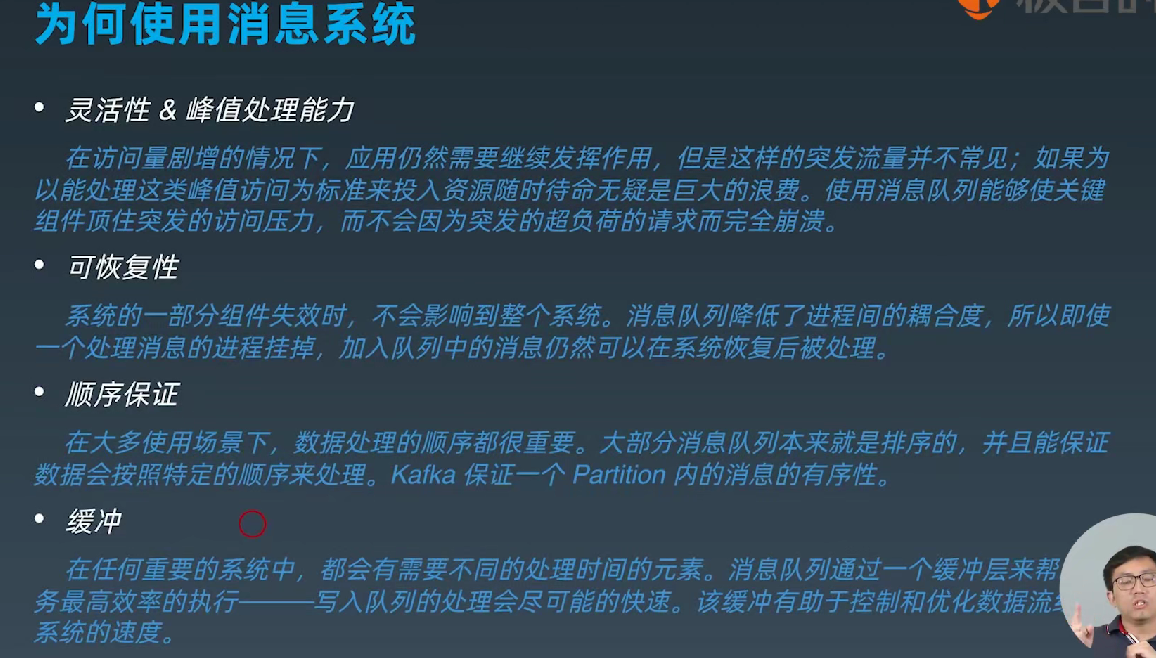 为何使用消息系统
• 灵活性 & 峰值处理能力
在访问量剧增的情况下，应用仍然需要继续发挥作用，但是这样的突发流量并不常见；如果为
以能处理这类峰值访问为标准来投入资源随时待命无疑是巨大的浪费。使用消息队列能够使关键
组件顶住突发的访问压力，而不会因为突发的超负荷的请求而完全崩溃。
• 可恢复性
系统的一部分组件失效时，不会影响到整个系统。消息队列降低了进程间的耦合度，所以即使
一个处理消息的进程挂掉，加入队列中的消息仍然可以在系统恢复后被处理。
• 顺序保证
在大多使用场景下，数据处理的顺序都很重要。大部分消息队列本来就是排序的，并且能保证
数据会按照特定的顺序来处理。Kafka 保证一个 Partition 内的消息的有序性。
• 缓冲
在任何重要的系统中，都会有需要不同的处理时间的元素。消息队列通过一个缓冲层来帮
务最高效率的执行———写入队列的处理会尽可能的快速。该缓冲有助于控制和优化数据流
系统的速度。